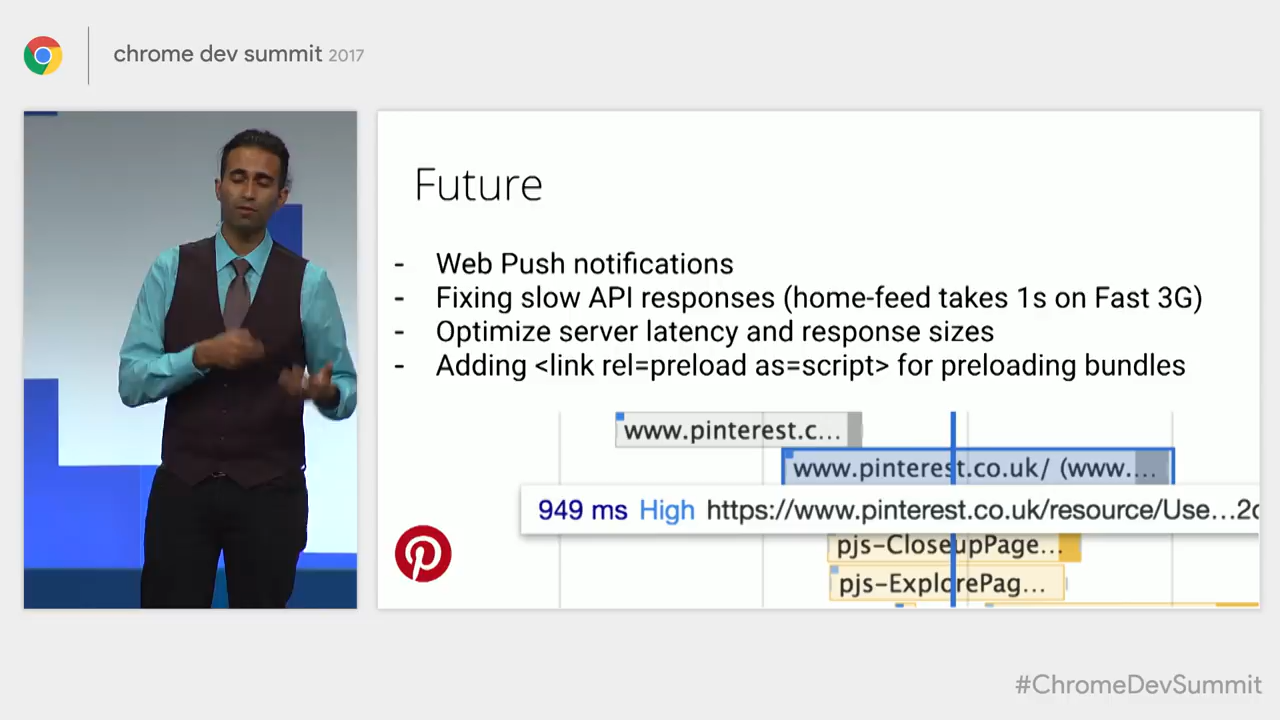 chrome dev summit 2017
Future
- Web Push notifications
- Fixing slow API responses (home-feed takes 1s on Fast 3G)
- Optimize server latency and response sizes
- Adding <link rel=preload as=script> for preloading bundles
www.pinterest.c...
www.pinterest.co.uk/ (www....
949 ms High https://www.pinterest.co.uk/resource/Use...2c
pjs-CloseupPage...
pjs-ExplorePag...
#ChromeDevSummit